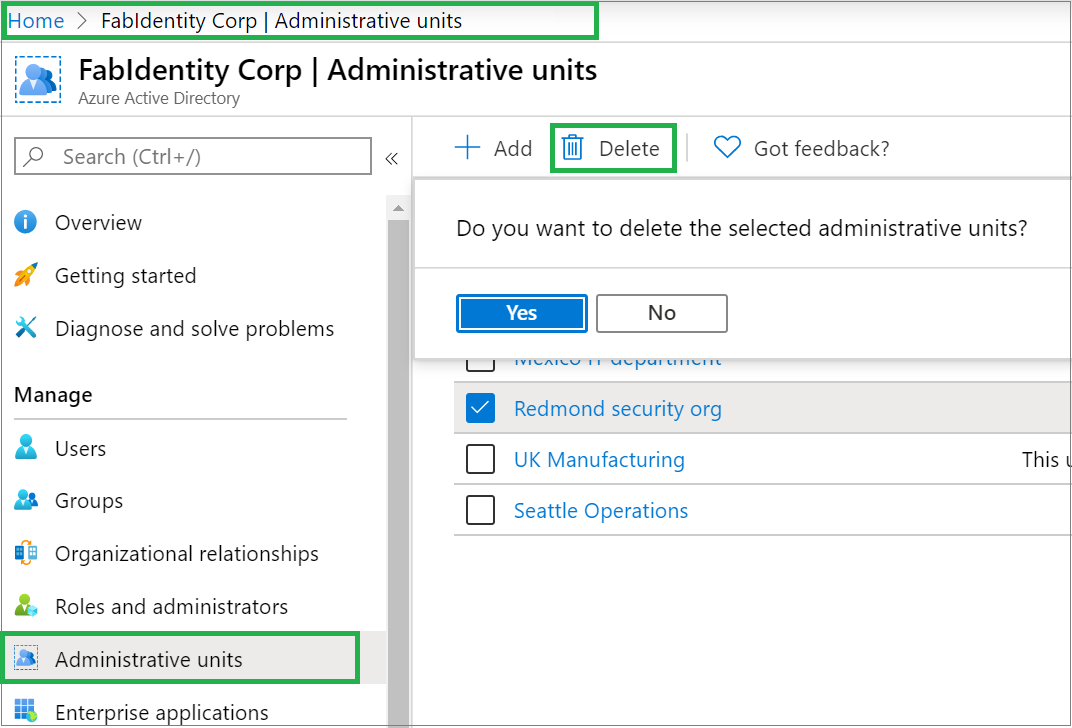 Home > FabIdentity Corp | Administrative units
FabIdentity Corp | Administrative units
Azure Active Directory
Search (Ctrl+/)
«
Add
Delete
Got feedback?
Do you want to delete the selected administrative units?
Yes
No
Overview
Getting started
Diagnose and solve problems
Manage
Users
Groups
Organizational relationships
Roles and administrators
Administrative units
Enterprise applications
Mexico IT department
Redmond security org
UK Manufacturing
This u
Seattle Operations